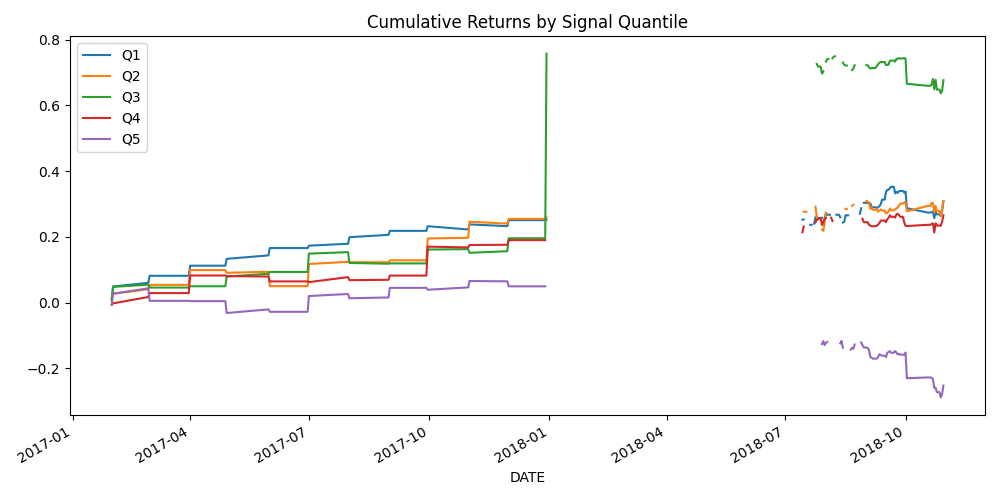 Cumulative Returns by Signal Quantile
0.8
0.6
0.4
0.2
0.0
−0.2
Q1
Q2
Q3
Q4
Q5
2017-01
2017-04
2017-07
2017-10
2018-01
2018-04
2018-07
2018-10
DATE